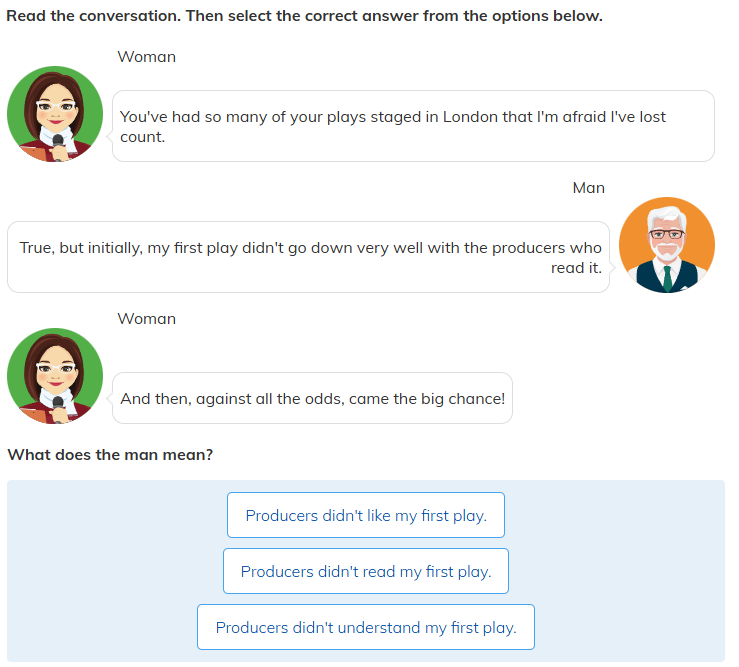 Read the conversation. Then select the correct answer from the options below.
Woman
You've had so many of your plays staged in London that I'm afraid I've lost
count.
Man
True, but initially, my first play didn't go down very well with the producers who
read it.
Woman
And then, against all the odds, came the big chance!
What does the man mean?
Producers didn't like my first play.
Producers didn't read my first play.
Producers didn't understand my first play.